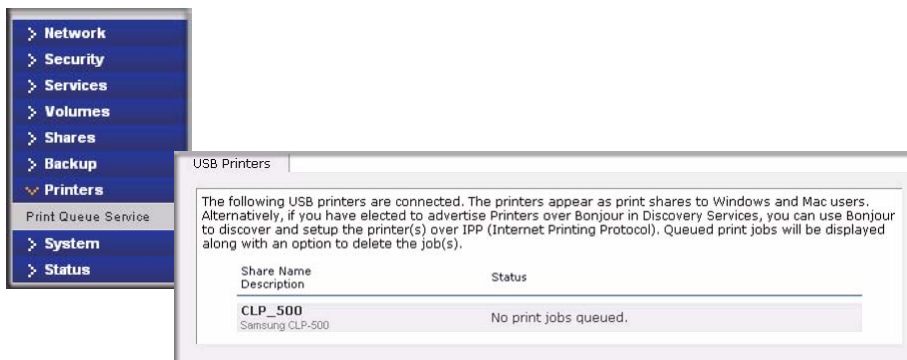 Network
Security
Services
Volumes
Shares
Backup
Printers
Print Queue Service
System
Status
USB Printers
The following USB printers are connected. The printers appear as print shares to Windows and Mac users.
Alternatively, if you have elected to advertise Printers over Bonjour in Discovery Services, you can use Bonjour
to discover and setup the printer(s) over IPP (Internet Printing Protocol). Queued print jobs will be displayed
along with an option to delete the job(s).
Share Name
Description
Status
CLP_500
Samsung CLP-500
No print jobs queued.